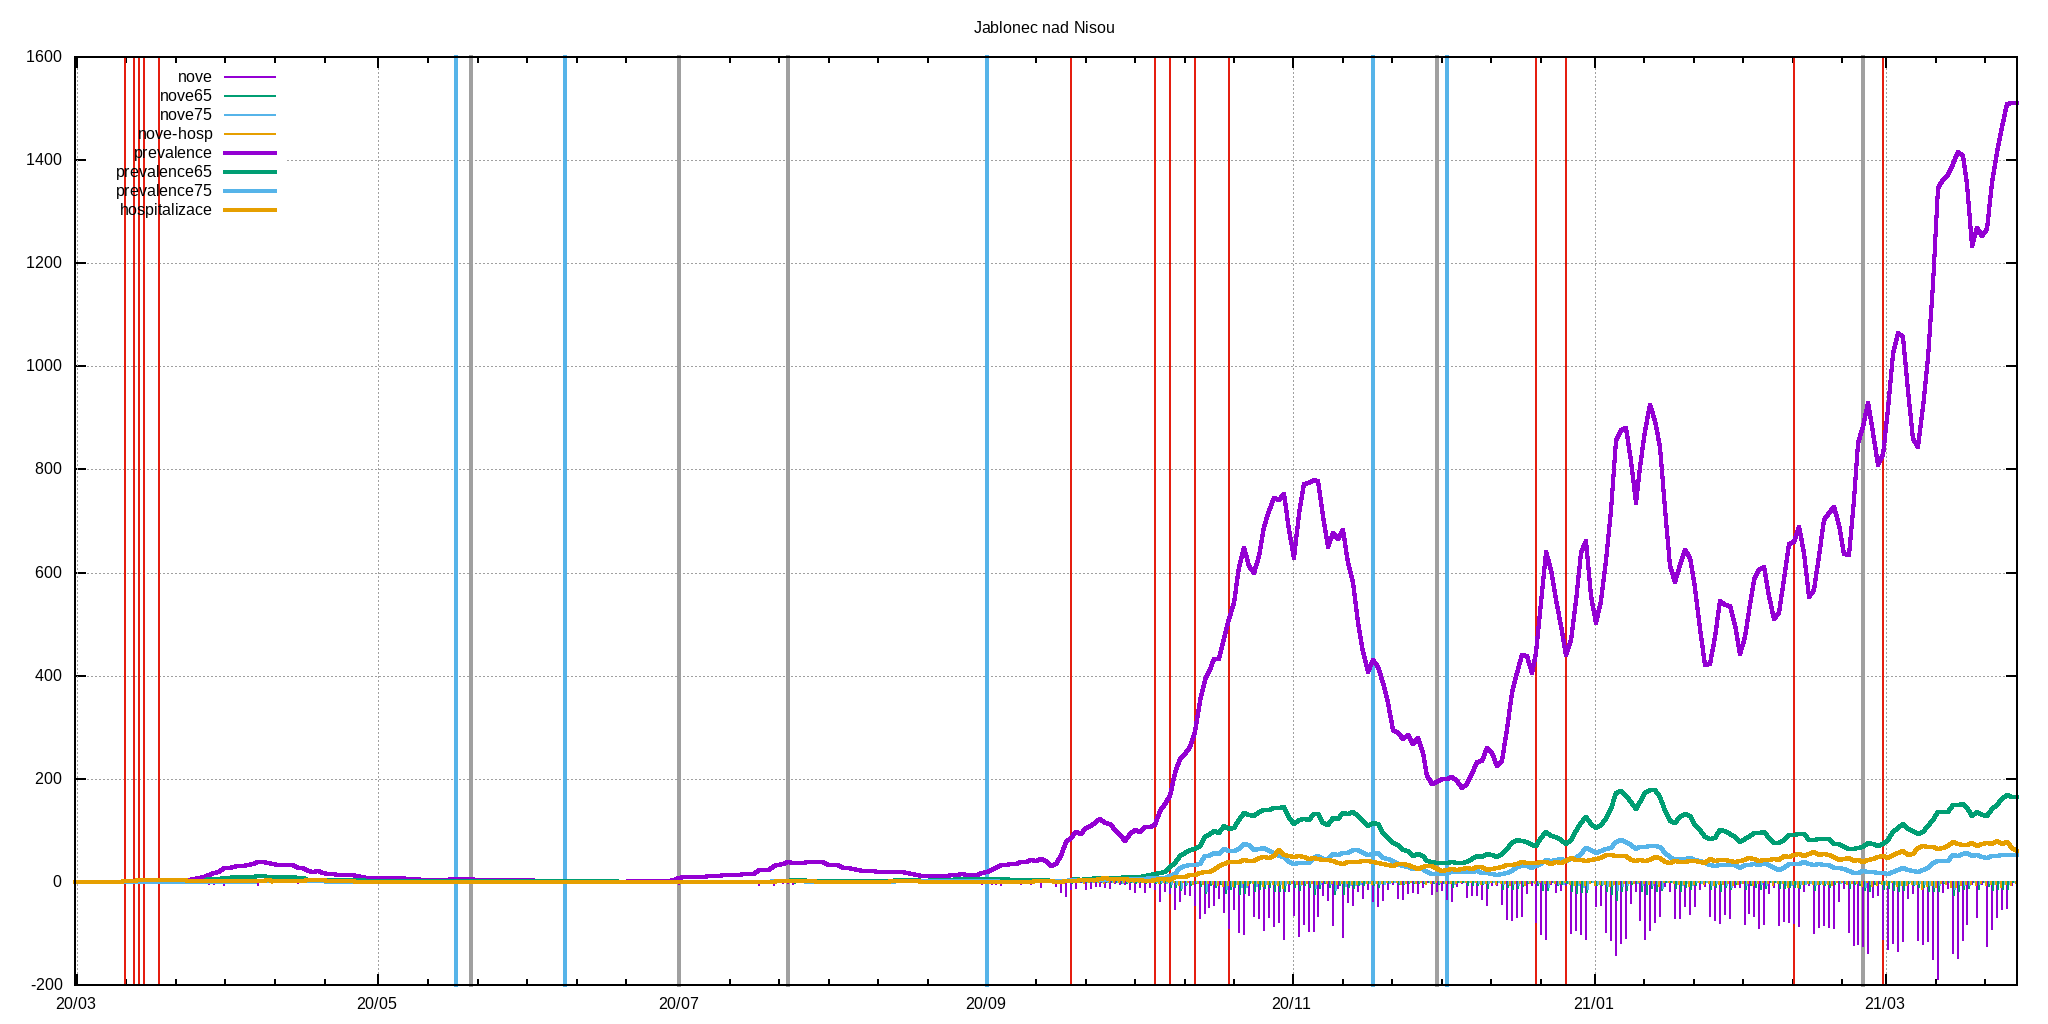 Jablonec nad Nisou
1600
1400
1200
1000
800
600
400
200
0
-200
nove
nove65
nove75
nove-hosp
prevalence
prevalence65
prevalence75
hospitalizace
20/03 20/05 20/07 20/09 20/11 21/01 21/03